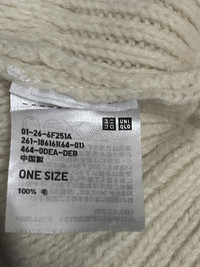 ユニ UNI
クロ QLO
01-26-6F251A
261-186161(64-01)
464-0DEA-DEB
中国製
ONE SIZE
100% 毛